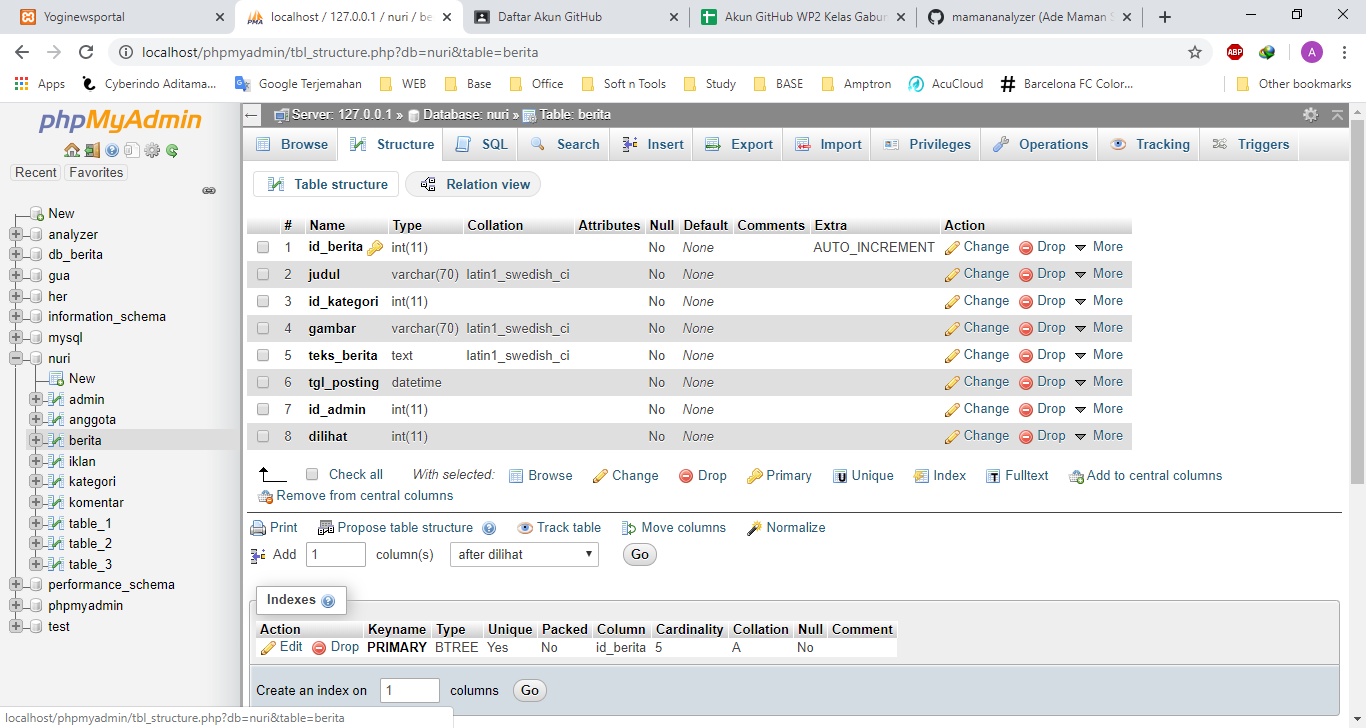 Yoginewsportal
localhost / 127.0.0.1 / nuri / be
Daftar Akun GitHub
Akun GitHub WP2 Kelas Gabun
mamananalyzer (Ade Maman S
localhost/phpmyadmin/tbl_structure.php?db=nuri&table=berita
ABP
A
Apps Cyberindo Aditama... Google Terjemahan WEB Base Office Soft n Tools Study BASE Amptron AcuCloud Barcelona FC Color... Other bookmarks
phpMyAdmin
Recent Favorites
New
analyzer
db_berita
gua
her
information_schema
mysql
nuri
New
admin
anggota
berita
iklan
kategori
komentar
table_1
table_2
table_3
performance_schema
phpmyadmin
test
Server: 127.0.0.1 » Database: nuri » Table: berita
Browse Structure SQL Search Insert Export Import Privileges Operations Tracking Triggers
Table structure Relation view
# Name Type Collation Attributes Null Default Comments Extra Action
1 id_berita int(11) No None AUTO_INCREMENT Change Drop More
2 judul varchar(70) latin1_swedish_ci No None Change Drop More
3 id_kategori int(11) No None Change Drop More
4 gambar varchar(70) latin1_swedish_ci No None Change Drop More
5 teks_berita text latin1_swedish_ci No None Change Drop More
6 tgl_posting datetime No None Change Drop More
7 id_admin int(11) No None Change Drop More
8 dilihat int(11) No None Change Drop More
Check all With selected: Browse Change Drop Primary Unique Index Fulltext Add to central columns
Remove from central columns
Print Propose table structure Track table Move columns Normalize
Add 1 column(s) after dilihat Go
Indexes
Action Keyname Type Unique Packed Column Cardinality Collation Null Comment
Edit Drop PRIMARY BTREE Yes No id_berita 5 A No
Create an index on 1 columns Go
localhost/phpmyadmin/tbl_structure.php?db=nuri&table=berita